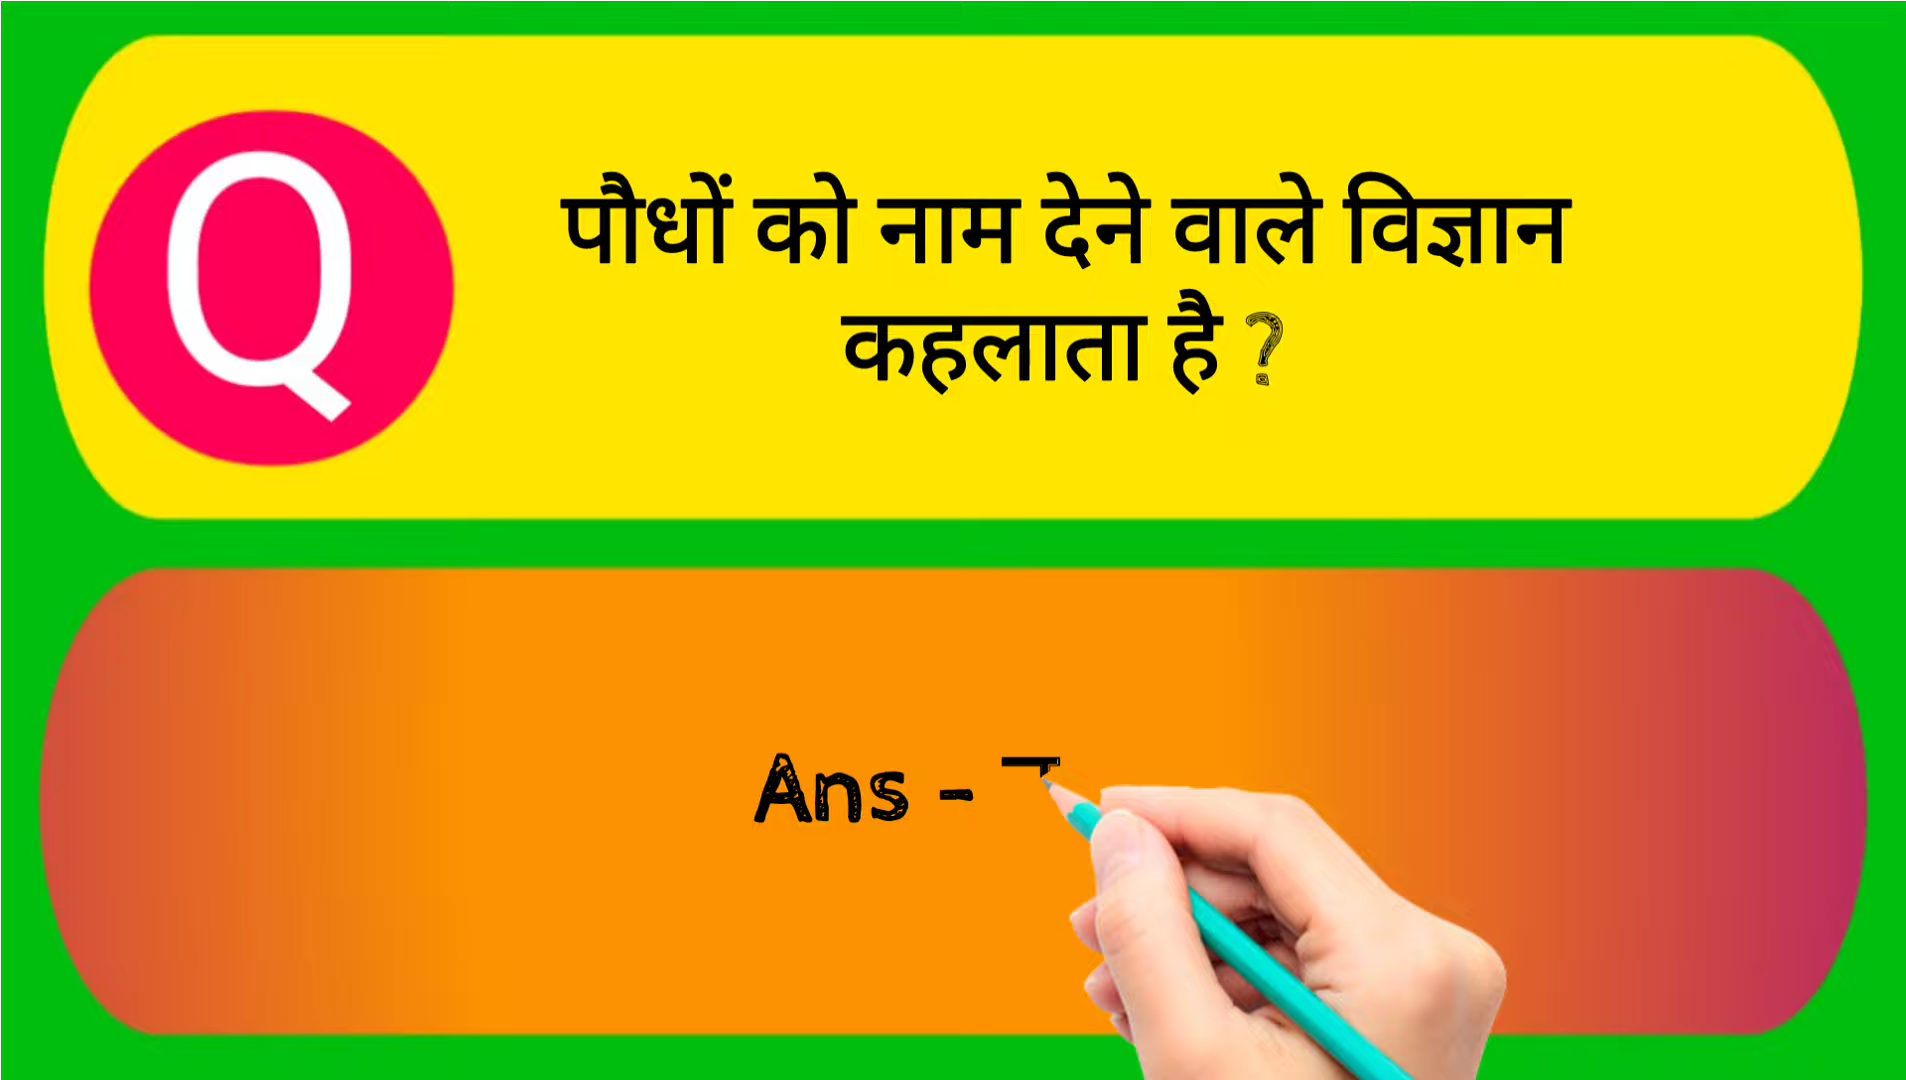 Q
पौधों को नाम देने वाले विज्ञान
कहलाता है ?
Ans -